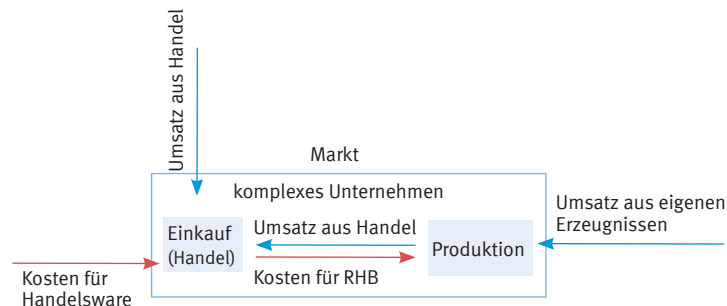 Umsatz aus Handel
Markt
komplexes Unternehmen
Einkauf
(Handel)
Umsatz aus Handel
Kosten für RHB
Produktion
Umsatz aus eigenen
Erzeugnissen
Kosten für
Handelsware